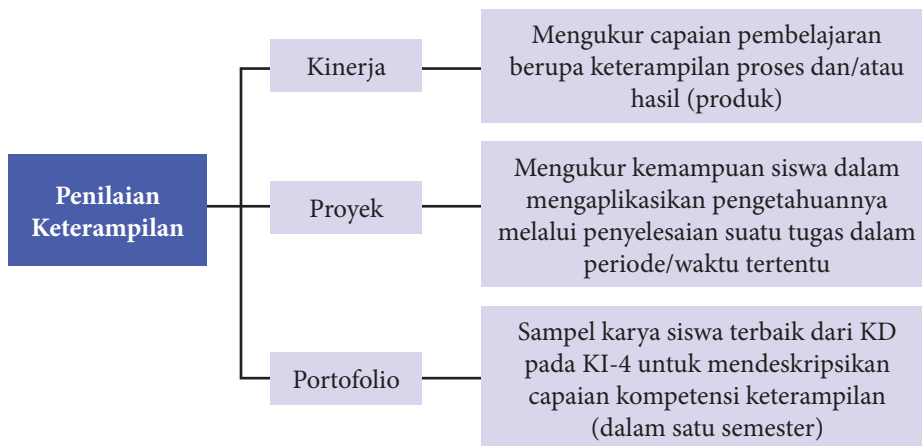 Penilaian
Keterampilan
Kinerja
Mengukur capaian pembelajaran
berupa keterampilan proses dan/atau
hasil (produk)
Proyek
Mengukur kemampuan siswa dalam
mengaplikasikan pengetahuannya
melalui penyelesaian suatu tugas dalam
periode/waktu tertentu
Portofolio
Sampel karya siswa terbaik dari KD
pada KI-4 untuk mendeskripsikan
capaian kompetensi keterampilan
(dalam satu semester)